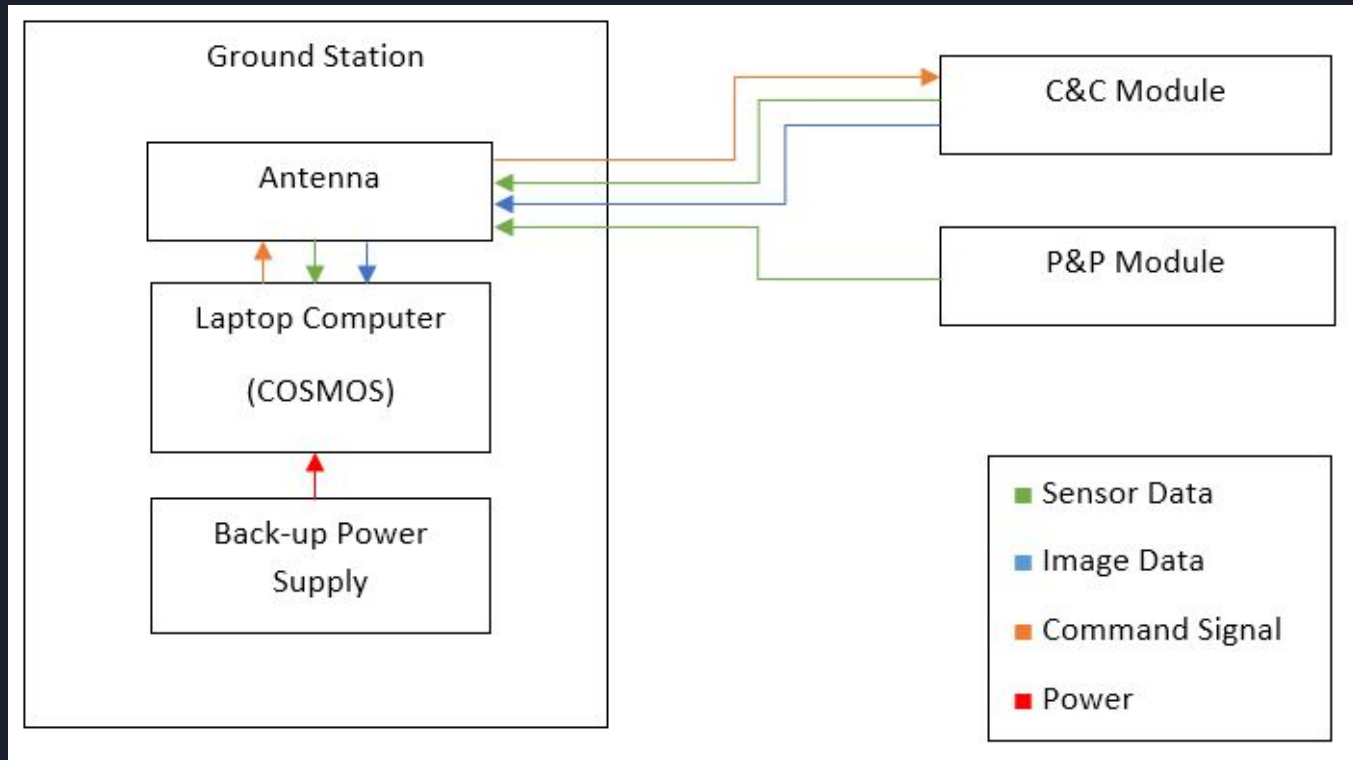 Ground Station
Antenna
Laptop Computer
(COSMOS)
Back-up Power
Supply
C&C Module
P&P Module
Sensor Data
Image Data
Command Signal
Power